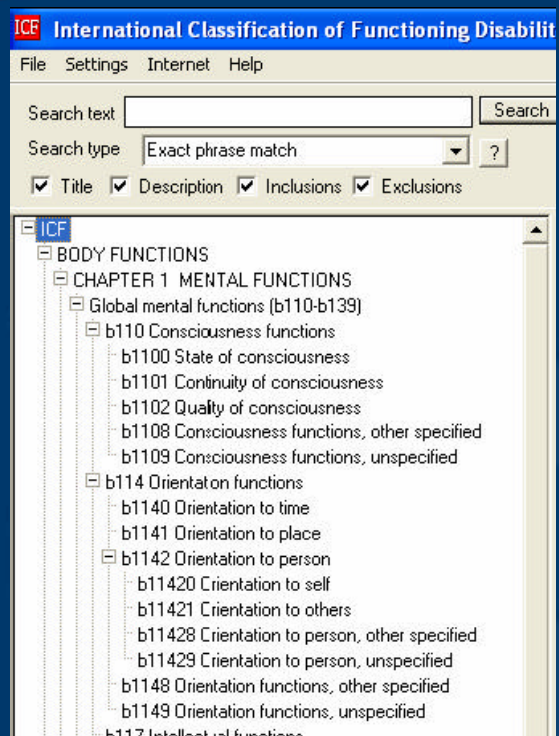 ICF International Classification of Functioning Disabilit
File Settings Internet Help
Search text Search
Search type Exact phrase match ?
Title Description Inclusions Exclusions
ICF
BODY FUNCTIONS
CHAPTER 1 MENTAL FUNCTIONS
Global mental functions (b110-b139)
b110 Consciousness functions
b1100 State of consciousness
b1101 Continuity of consciousness
b1102 Quality of consciousness
b1108 Consciousness functions, other specified
b1109 Consciousness functions, unspecified
b114 Orientaton functions
b1140 Orientation to time
b1141 Orientation to place
b1142 Orientation to person
b11420 Crientation to self
b11421 Crientation to others
b11428 Crientation to person, other specified
b11429 Crientation to person, unspecified
b1148 Orientation functions, other specified
b1149 Orientation functions, unspecified
b117 Intellectual functions